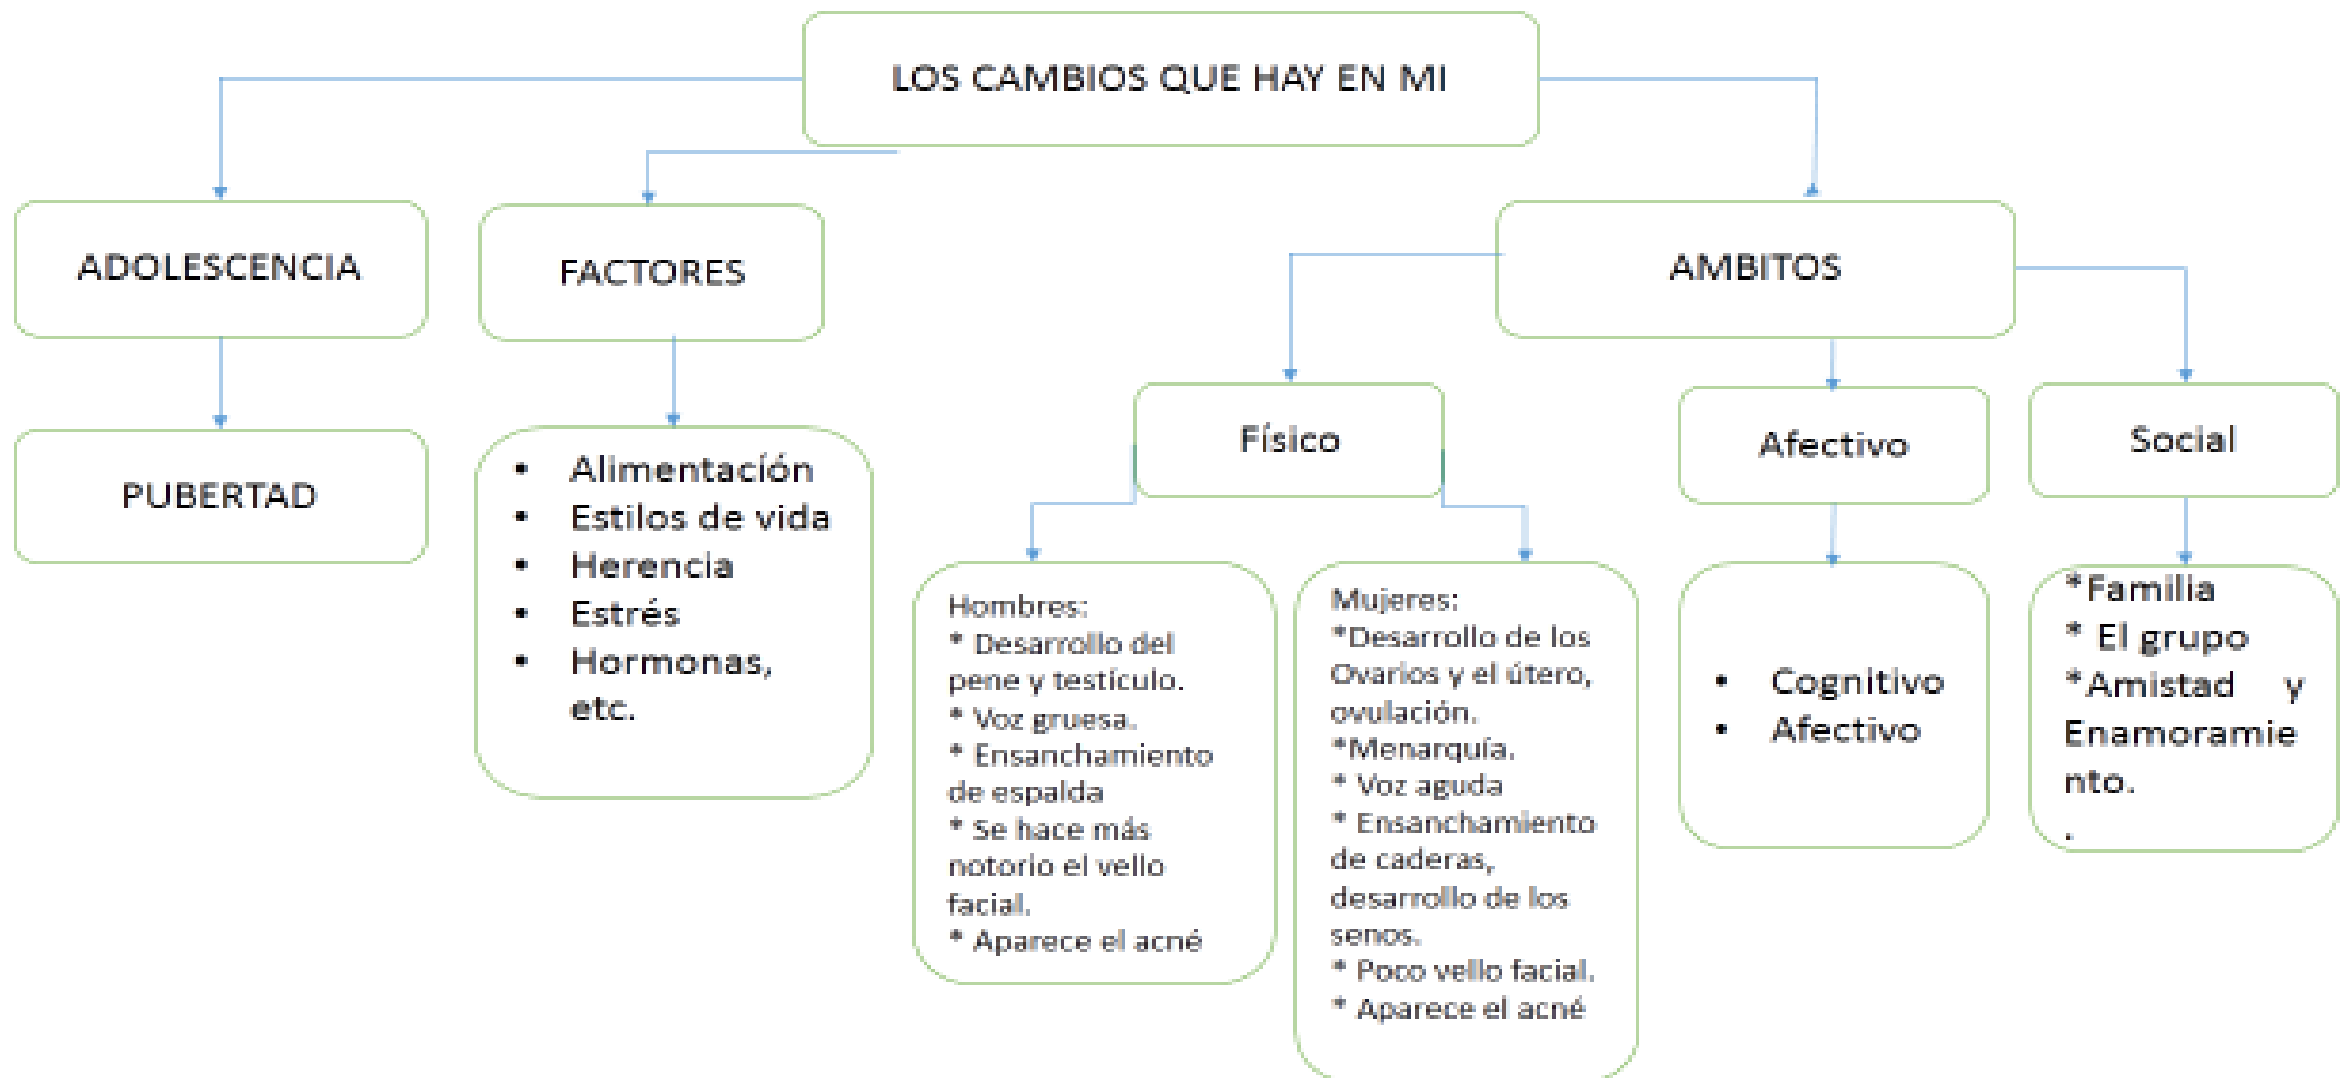 LOS CAMBIOS QUE HAY EN MI
ADOLESCENCIA
FACTORES
AMBITOS
PUBERTAD
• Alimentación
• Estilos de vida
• Herencia
• Estrés
• Hormonas,
etc.
Físico
Afectivo
Social
Hombres:
* Desarrollo del
pene y testículo.
* Voz gruesa.
* Ensanchamiento
de espalda
* Se hace más
notorio el vello
facial.
* Aparece el acné
Mujeres:
*Desarrollo de los
Ovarios y el útero,
ovulación.
*Menarquía.
* Voz aguda
* Ensanchamiento
de caderas,
desarrollo de los
senos.
* Poco vello facial.
* Aparece el acné
• Cognitivo
• Afectivo
*Familia
* El grupo
*Amistad y
Enamoramie
nto.
.